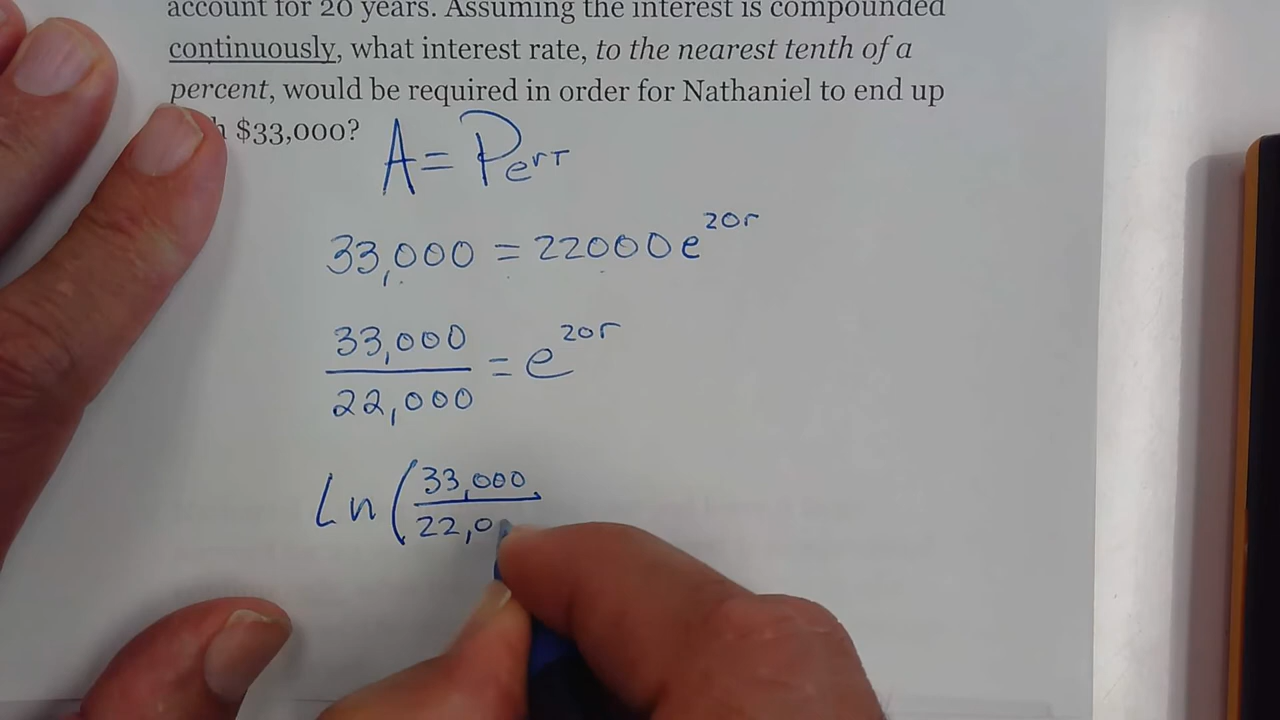 account for 20 years. Assuming the interest is compounded
continuously, what interest rate, to the nearest tenth of a
percent, would be required in order for Nathaniel to end up
h $33,000?
A = Pe^rT
33,000 = 22000e^20r
33,000
22,000
= e^20r
Ln(
33,000
22,0